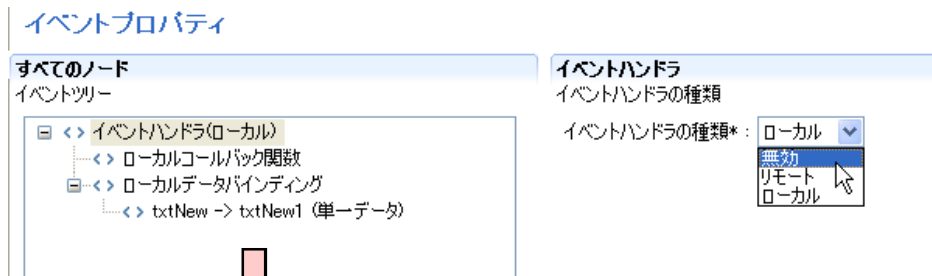 イベントプロパティ
すべてのノード
イベントツリー
イベントハンドラ(ローカル)
ローカルコールバック関数
ローカルデータバインディング
txtNew -> txtNew1 (単一データ)
イベントハンドラ
イベントハンドラの種類
イベントハンドラの種類*: ローカル
無効
リモート
ローカル